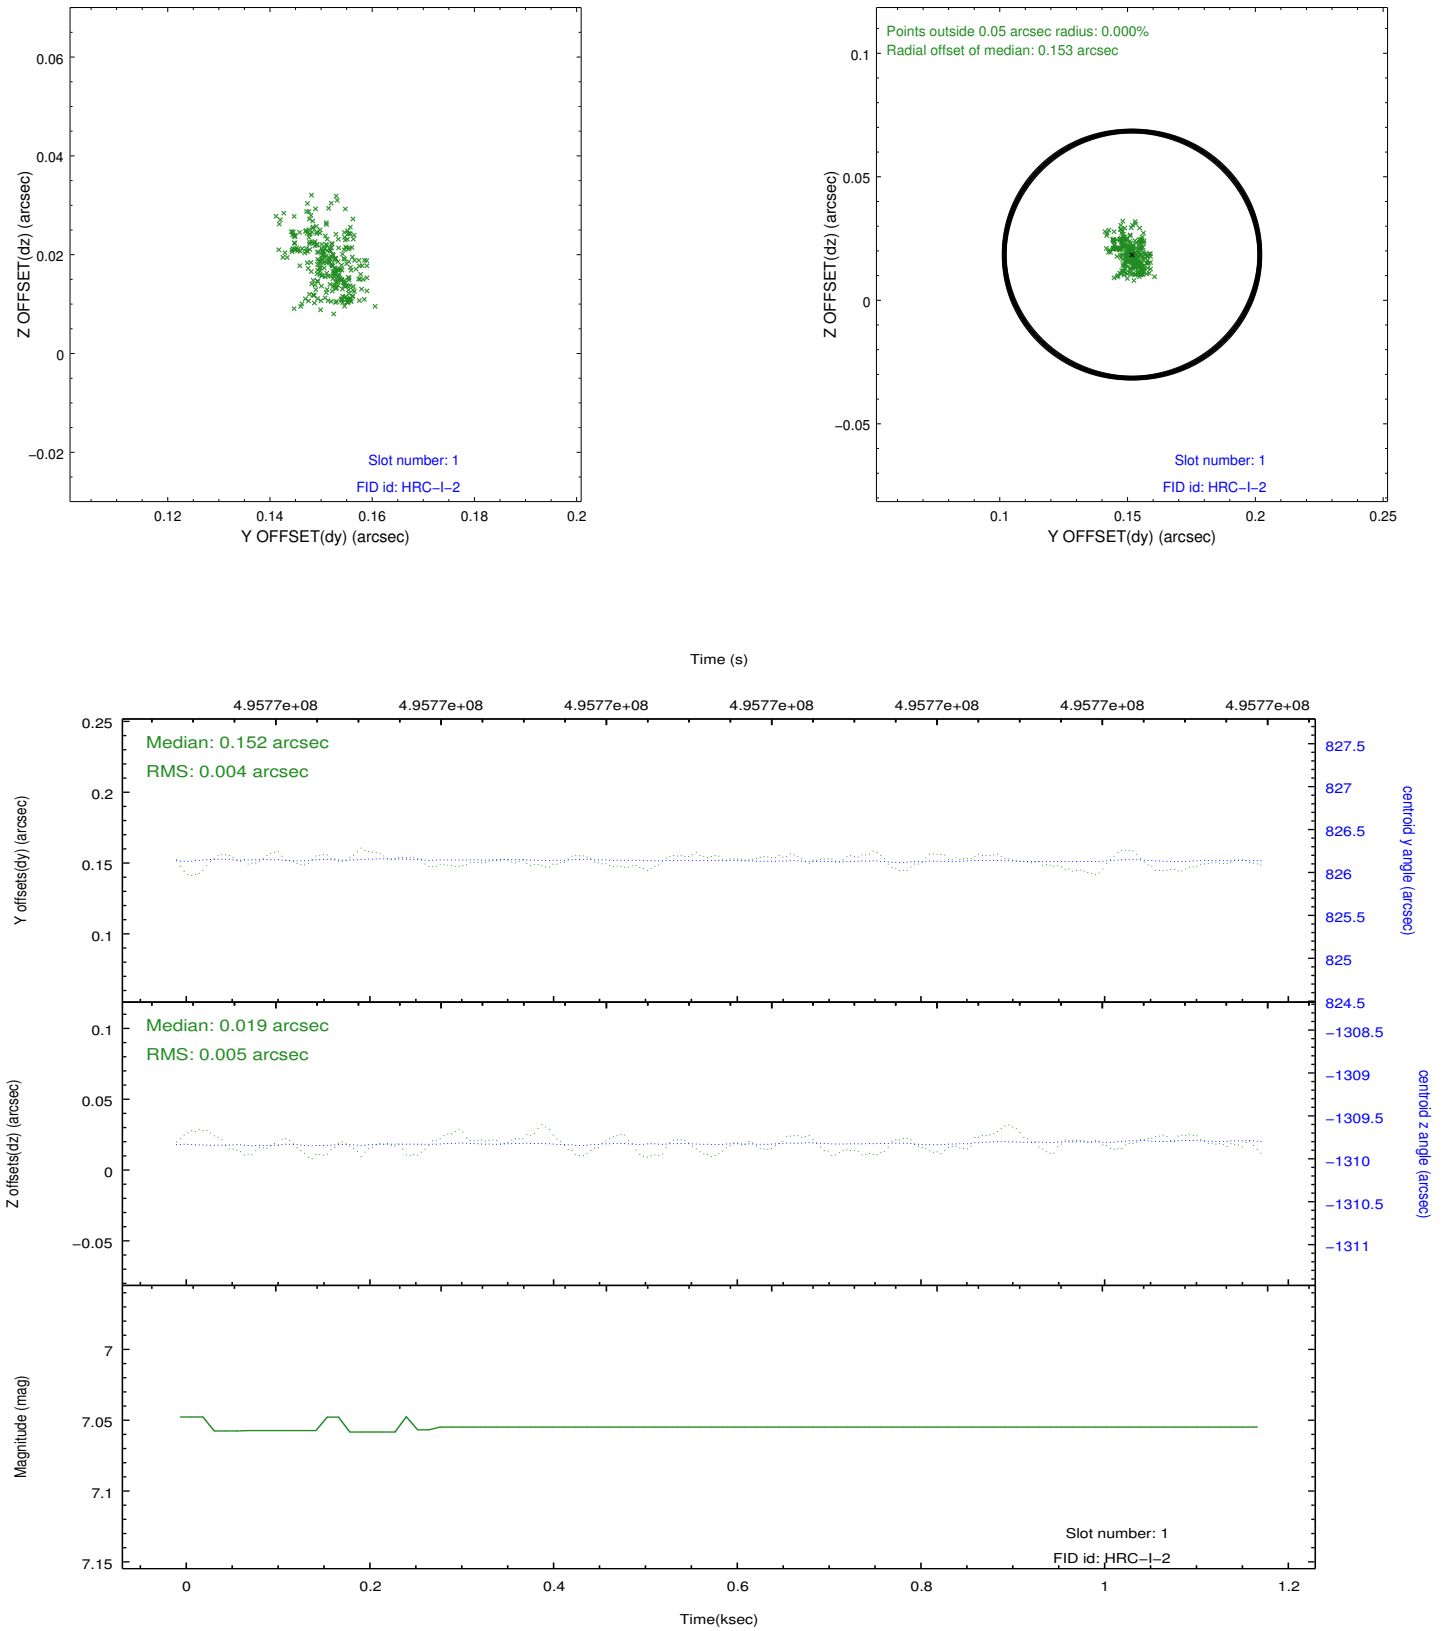 0.06
0.04
0.02
0
−0.02
0.12
0.14
0.16
0.18
0.2
Z OFFSET(dz) (arcsec)
Y OFFSET(dy) (arcsec)
Slot number: 1
FID id: HRC−I−2
Points outside 0.05 arcsec radius: 0.000%
Radial offset of median: 0.153 arcsec
0.1
0.05
0
−0.05
0.1
0.15
0.2
0.25
Z OFFSET(dz) (arcsec)
Y OFFSET(dy) (arcsec)
Slot number: 1
FID id: HRC−I−2
Time (s)
4.9577e+08 4.9577e+08 4.9577e+08 4.9577e+08 4.9577e+08 4.9577e+08 4.9577e+08
Median: 0.152 arcsec
RMS: 0.004 arcsec
0.25
0.2
0.15
0.1
Y offsets(dy) (arcsec)
827.5
827
826.5
826
825.5
825
824.5
centroid y angle (arcsec)
Median: 0.019 arcsec
RMS: 0.005 arcsec
0.1
0.05
0
−0.05
Z offsets(dz) (arcsec)
−1308.5
−1309
−1309.5
−1310
−1310.5
−1311
centroid z angle (arcsec)
7
7.05
7.1
7.15
Magnitude (mag)
Slot number: 1
FID id: HRC−I−2
0 0.2 0.4 0.6 0.8 1 1.2
Time(ksec)